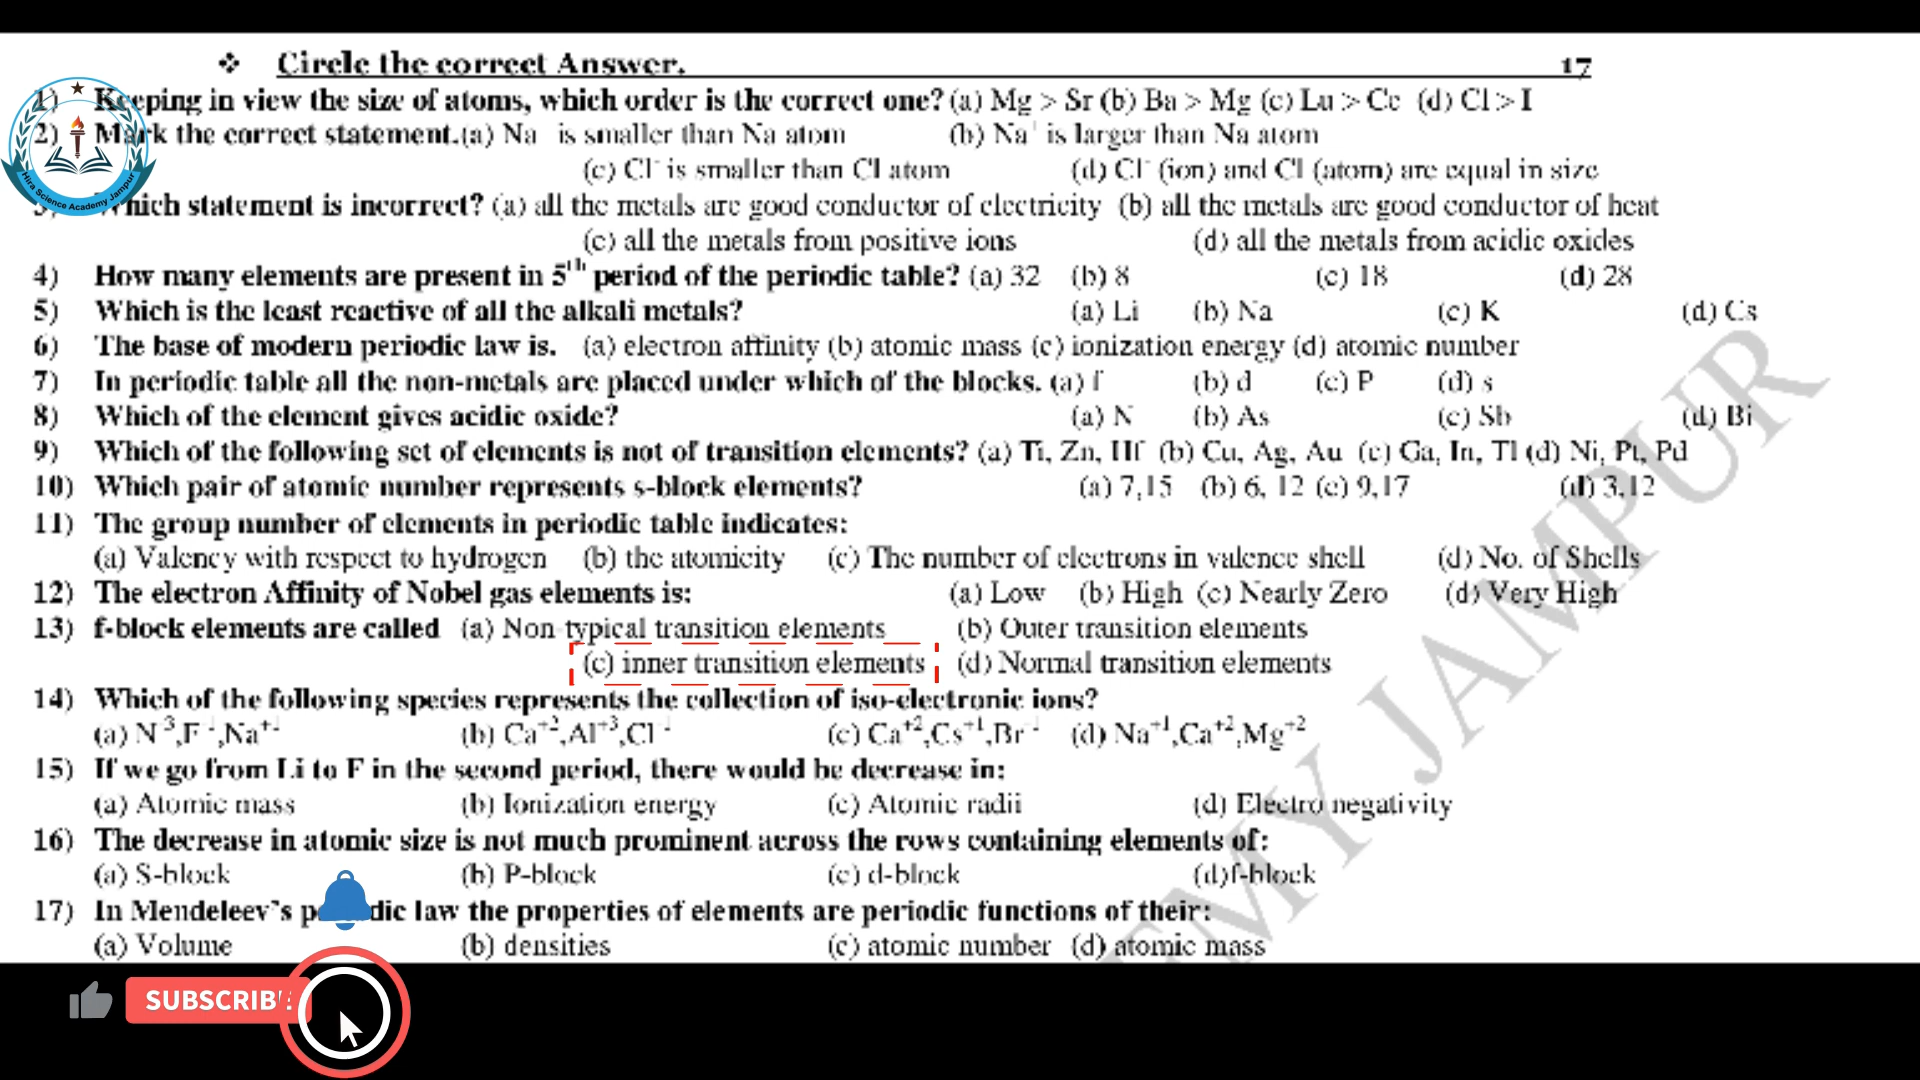 ❖ Circle the correct Answer. 17
1) Keeping in view the size of atoms, which order is the correct one? (a) Mg > Sr (b) Ba > Mg (c) Lu > Ce (d) Cl > I
2) Mark the correct statement.(a) Na is smaller than Na atom (b) Na⁺ is larger than Na atom
(c) Cl⁻ is smaller than Cl atom (d) Cl⁻ (ion) and Cl (atom) are equal in size
3) Which statement is incorrect? (a) all the metals are good conductor of electricity (b) all the metals are good conductor of heat
(c) all the metals from positive ions (d) all the metals from acidic oxides
4) How many elements are present in 5ᵗʰ period of the periodic table? (a) 32 (b) 8 (c) 18 (d) 28
5) Which is the least reactive of all the alkali metals? (a) Li (b) Na (c) K (d) Cs
6) The base of modern periodic law is. (a) electron affinity (b) atomic mass (c) ionization energy (d) atomic number
7) In periodic table all the non-metals are placed under which of the blocks. (a) f (b) d (c) P (d) s
8) Which of the element gives acidic oxide? (a) N (b) As (c) Sb (d) Bi
9) Which of the following set of elements is not of transition elements? (a) Ti, Zn, Hf (b) Cu, Ag, Au (c) Ga, In, Tl (d) Ni, Pt, Pd
10) Which pair of atomic number represents s-block elements? (a) 7,15 (b) 6, 12 (c) 9,17 (d) 3,12
11) The group number of elements in periodic table indicates:
(a) Valency with respect to hydrogen (b) the atomicity (c) The number of electrons in valence shell (d) No. of Shells
12) The electron Affinity of Nobel gas elements is: (a) Low (b) High (c) Nearly Zero (d) Very High
13) f-block elements are called (a) Non-typical transition elements (b) Outer transition elements
(c) inner transition elements (d) Normal transition elements
14) Which of the following species represents the collection of iso-electronic ions?
(a) N⁻³,F⁻¹,Na⁺¹ (b) Ca⁺²,Al⁺³,Cl⁻¹ (c) Ca⁺²,Cs⁺¹,Br⁻¹ (d) Na⁺¹,Ca⁺²,Mg⁺²
15) If we go from Li to F in the second period, there would be decrease in:
(a) Atomic mass (b) Ionization energy (c) Atomic radii (d) Electro negativity
16) The decrease in atomic size is not much prominent across the rows containing elements of:
(a) S-block (b) P-block (c) d-block (d)f-block
17) In Mendeleev's periodic law the properties of elements are periodic functions of their:
(a) Volume (b) densities (c) atomic number (d) atomic mass
Hira Science Academy Jampur
EMY JAMPUR
SUBSCRIBE